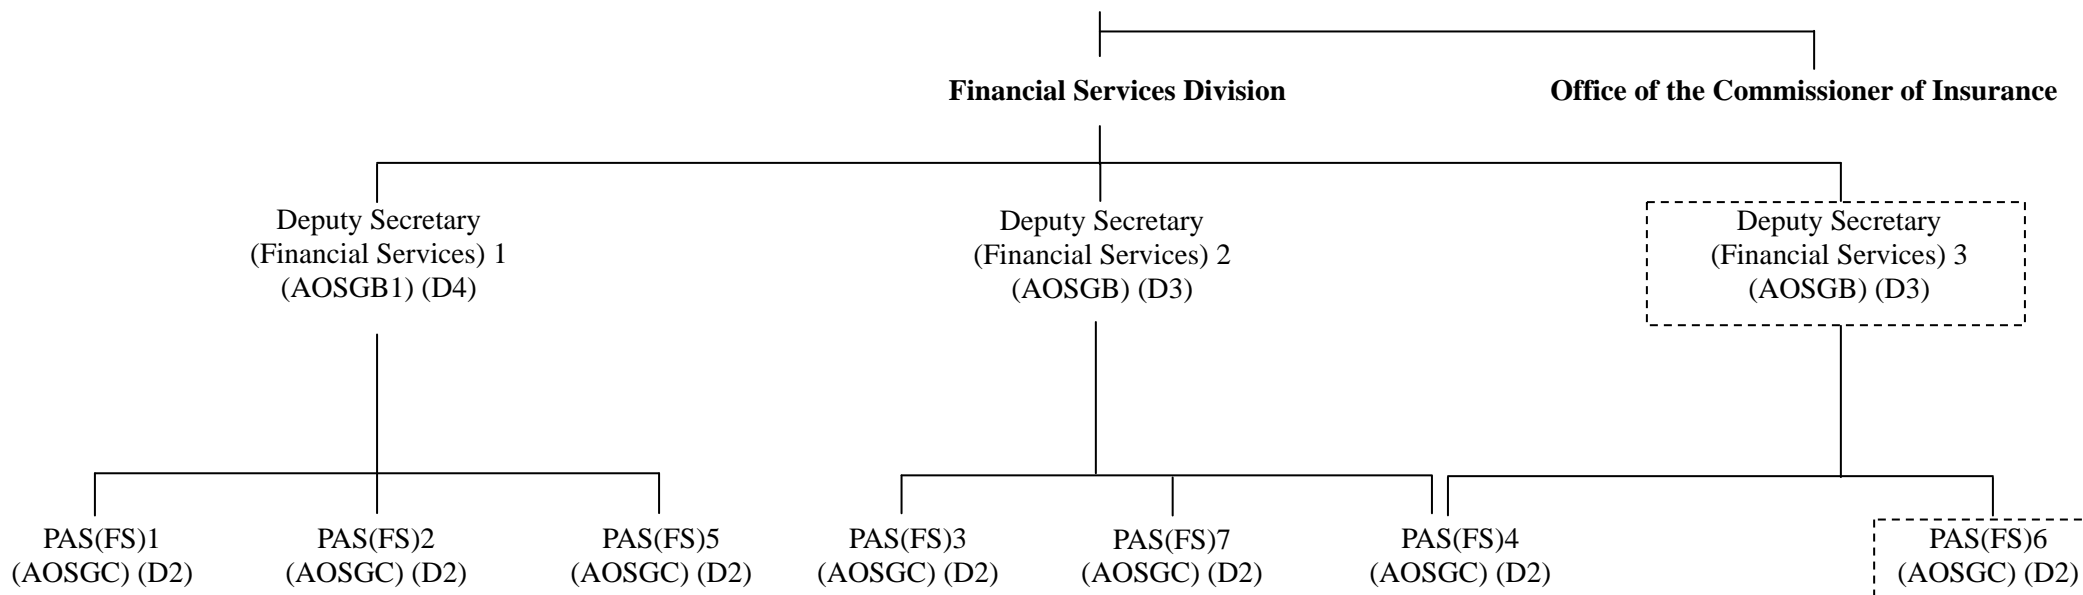 Financial Services Division
Office of the Commissioner of Insurance
Deputy Secretary
(Financial Services) 1
(AOSGB1) (D4)
Deputy Secretary
(Financial Services) 2
(AOSGB) (D3)
Deputy Secretary
(Financial Services) 3
(AOSGB) (D3)
PAS(FS)1
(AOSGC) (D2)
PAS(FS)2
(AOSGC) (D2)
PAS(FS)5
(AOSGC) (D2)
PAS(FS)3
(AOSGC) (D2)
PAS(FS)7
(AOSGC) (D2)
PAS(FS)4
(AOSGC) (D2)
PAS(FS)6
(AOSGC) (D2)